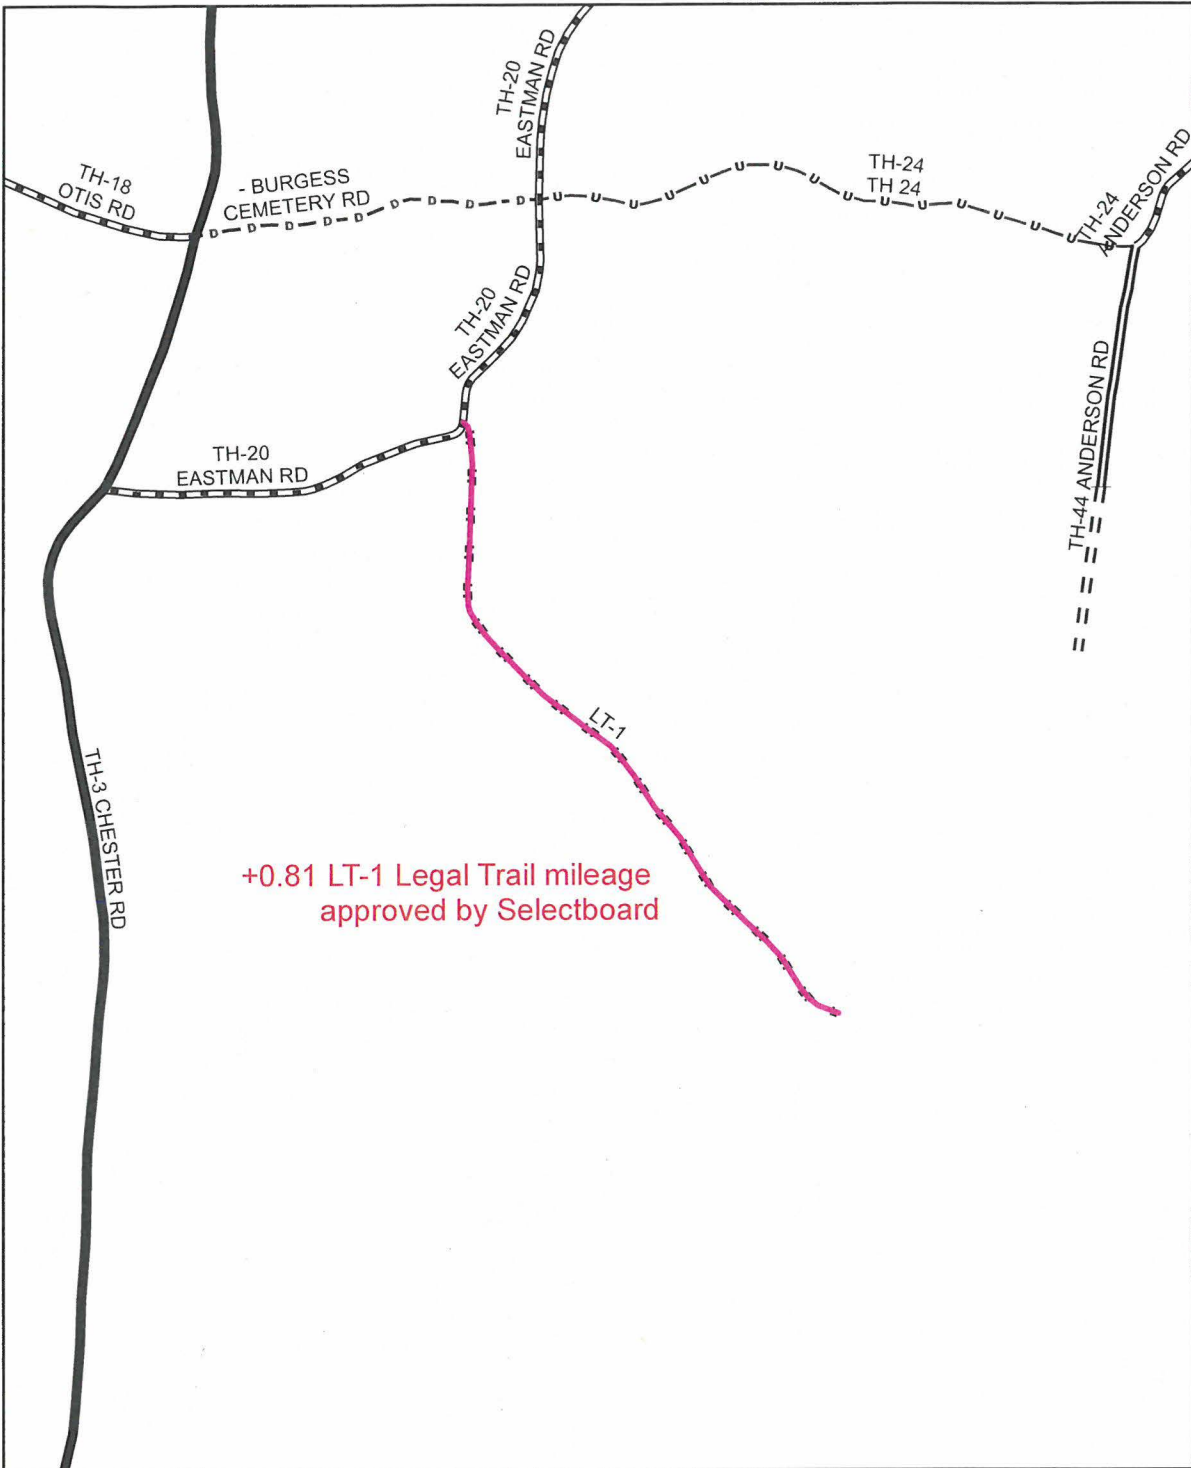 TH-20
EASTMAN RD
TH-18
OTIS RD
- BURGESS
CEMETERY RD
D D D D D D D D D
U U U U U U U U U U U U U U U
TH-24
TH 24
TH-24
ANDERSON RD
TH-20
EASTMAN RD
TH-20
EASTMAN RD
TH-44 ANDERSON RD
LT-1
TH-3 CHESTER RD
+0.81 LT-1 Legal Trail mileage
approved by Selectboard